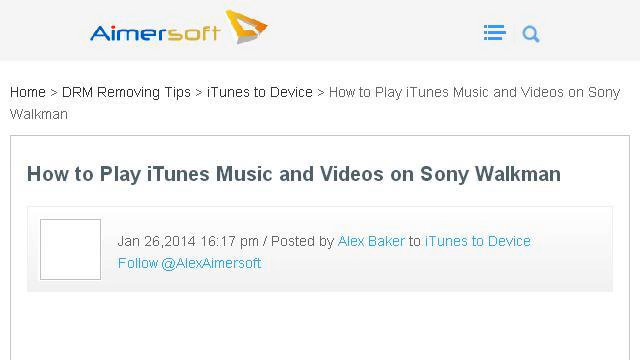 Aimersoft
Home > DRM Removing Tips > iTunes to Device > How to Play iTunes Music and Videos on Sony
Walkman
How to Play iTunes Music and Videos on Sony Walkman
Jan 26,2014 16:17 pm / Posted by Alex Baker to iTunes to Device
Follow @AlexAimersoft